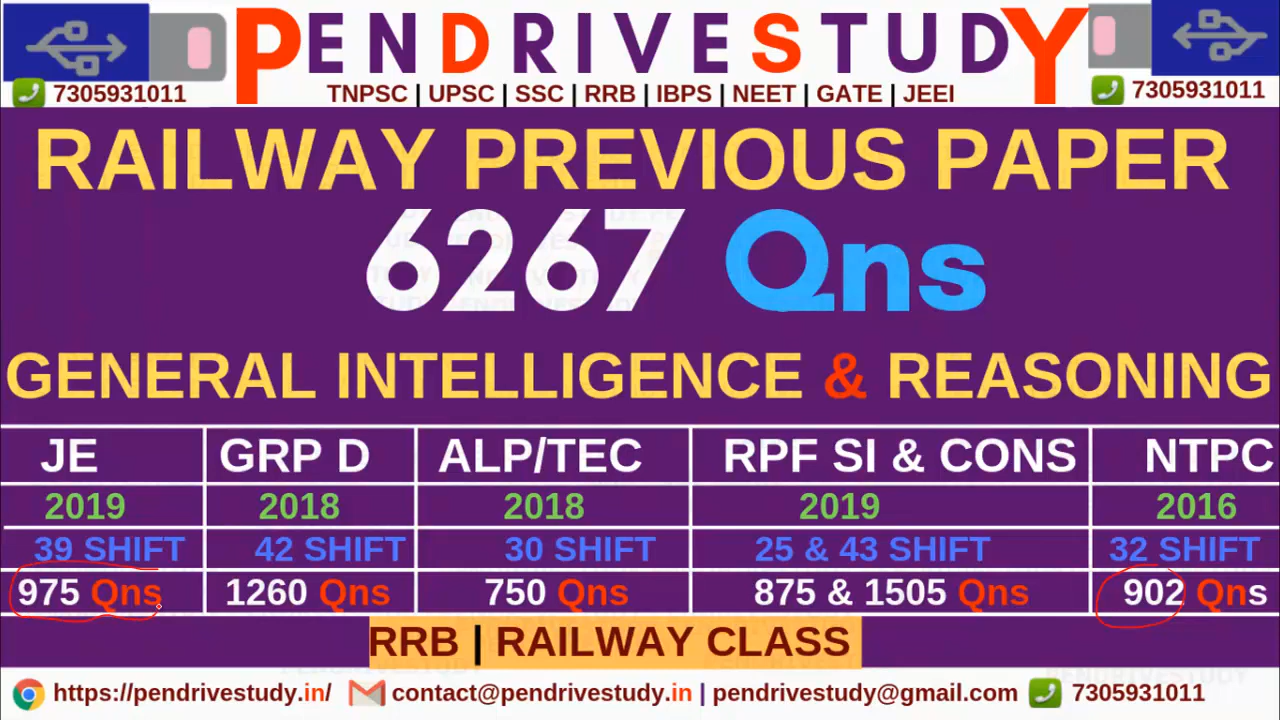 PENDRIVESTUDY
7305931011
TNPSC | UPSC | SSC | RRB | IBPS | NEET | GATE | JEEI
7305931011
RAILWAY PREVIOUS PAPER
6267 Qns
GENERAL INTELLIGENCE & REASONING
JE GRP D ALP/TEC RPF SI & CONS NTPC
2019 2018 2018 2019 2016
39 SHIFT 42 SHIFT 30 SHIFT 25 & 43 SHIFT 32 SHIFT
975 Qns 1260 Qns 750 Qns 875 & 1505 Qns 902 Qns
RRB | RAILWAY CLASS
https://pendrivestudy.in/ contact@pendrivestudy.in | pendrivestudy@gmail.com 7305931011